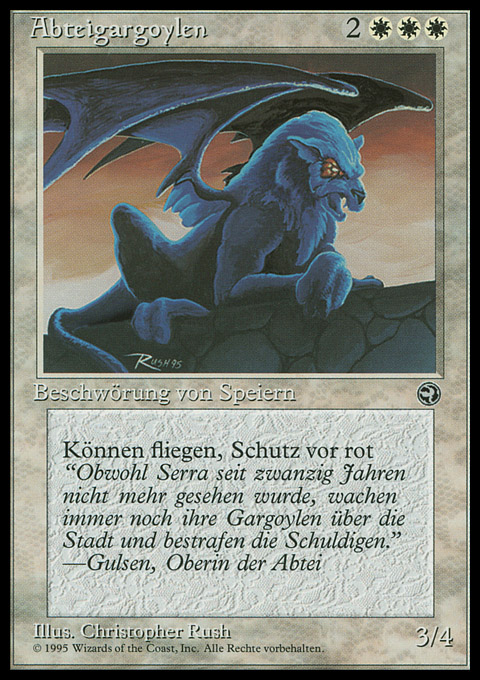 Abteigargoylen 2
RUSH 95
Beschwörung von Speiern
Können fliegen, Schutz vor rot
“Obwohl Serra seit zwanzig Jahren
nicht mehr gesehen wurde, wachen
immer noch ihre Gargoylen über die
Stadt und bestrafen die Schuldigen.”
—Gulsen, Oberin der Abtei
Illus. Christopher Rush 3/4
© 1995 Wizards of the Coast, Inc. Alle Rechte vorbehalten.